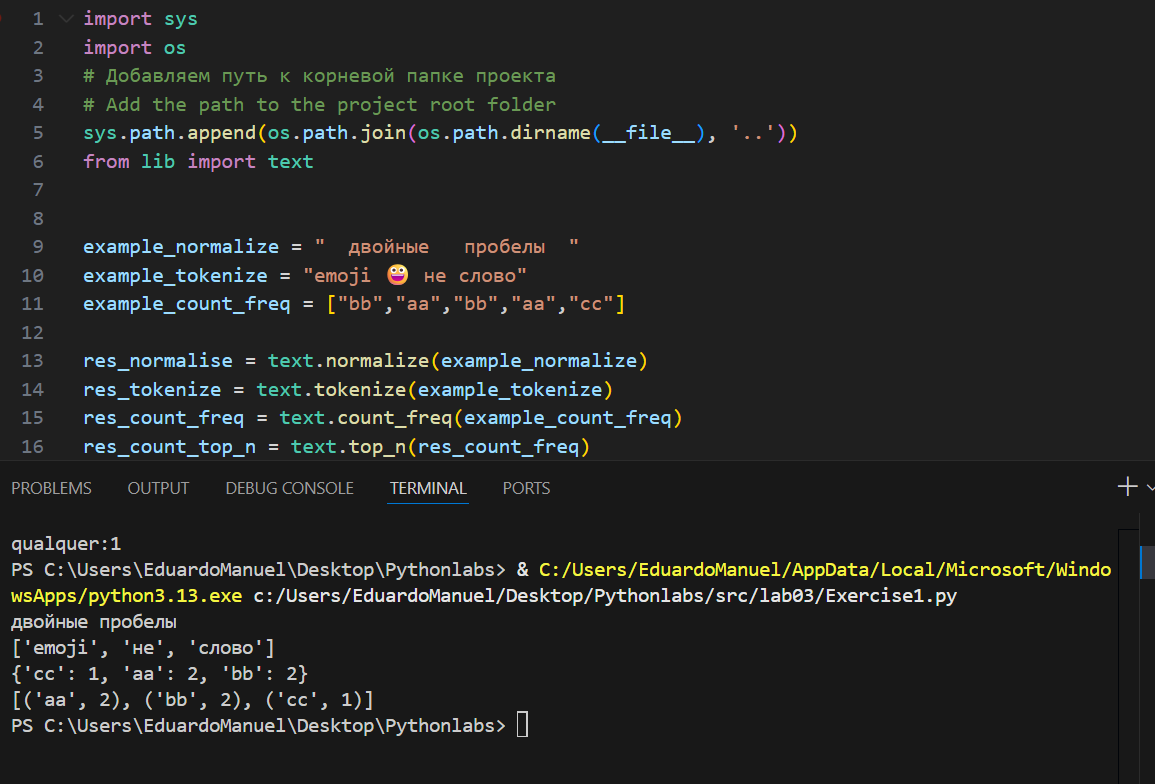 1 import sys
2 import os
3 # Добавляем путь к корневой папке проекта
4 # Add the path to the project root folder
5 sys.path.append(os.path.join(os.path.dirname(__file__), '..'))
6 from lib import text
7
8
9 example_normalize = "  двойные   пробелы  "
10 example_tokenize = "emoji 😀 не слово"
11 example_count_freq = ["bb","aa","bb","aa","cc"]
12
13 res_normalise = text.normalize(example_normalize)
14 res_tokenize = text.tokenize(example_tokenize)
15 res_count_freq = text.count_freq(example_count_freq)
16 res_count_top_n = text.top_n(res_count_freq)
PROBLEMS OUTPUT DEBUG CONSOLE TERMINAL PORTS
qualquer:1
PS C:\Users\EduardoManuel\Desktop\Pythonlabs> & C:/Users/EduardoManuel/AppData/Local/Microsoft/Windo
wsApps/python3.13.exe c:/Users/EduardoManuel/Desktop/Pythonlabs/src/lab03/Exercise1.py
двойные пробелы
['emoji', 'не', 'слово']
{'cc': 1, 'aa': 2, 'bb': 2}
[('aa', 2), ('bb', 2), ('cc', 1)]
PS C:\Users\EduardoManuel\Desktop\Pythonlabs>